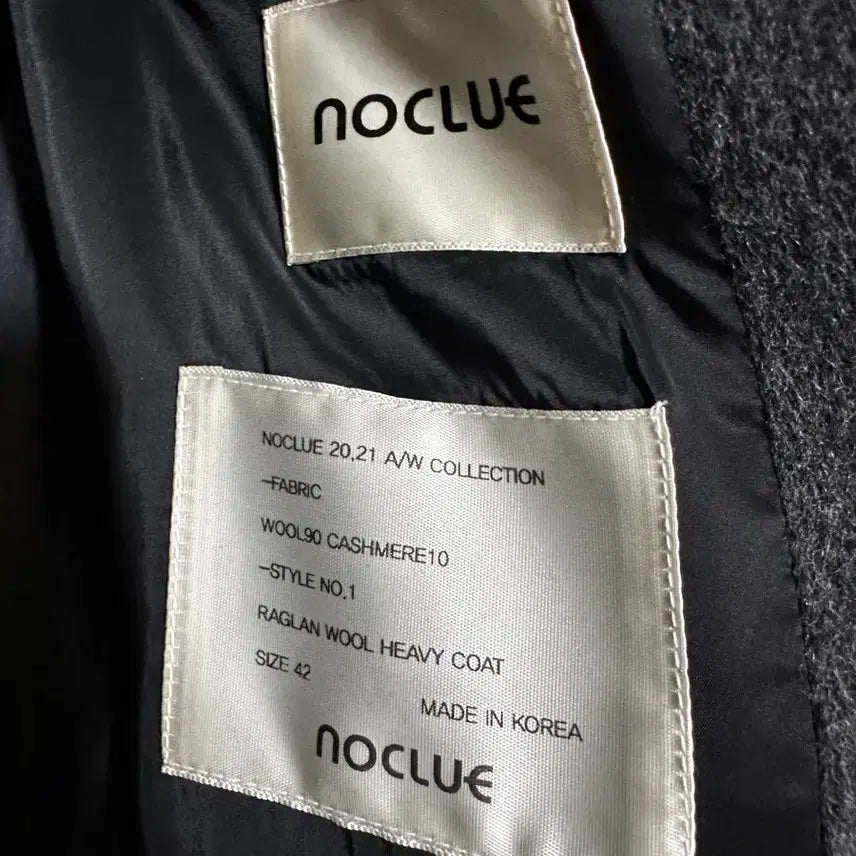 NOCLUE
NOCLUE 20,21 A/W COLLECTION
-FABRIC
WOOL90 CASHMERE10
-STYLE NO.1
RAGLAN WOOL HEAVY COAT
SIZE 42
MADE IN KOREA
NOCLUE